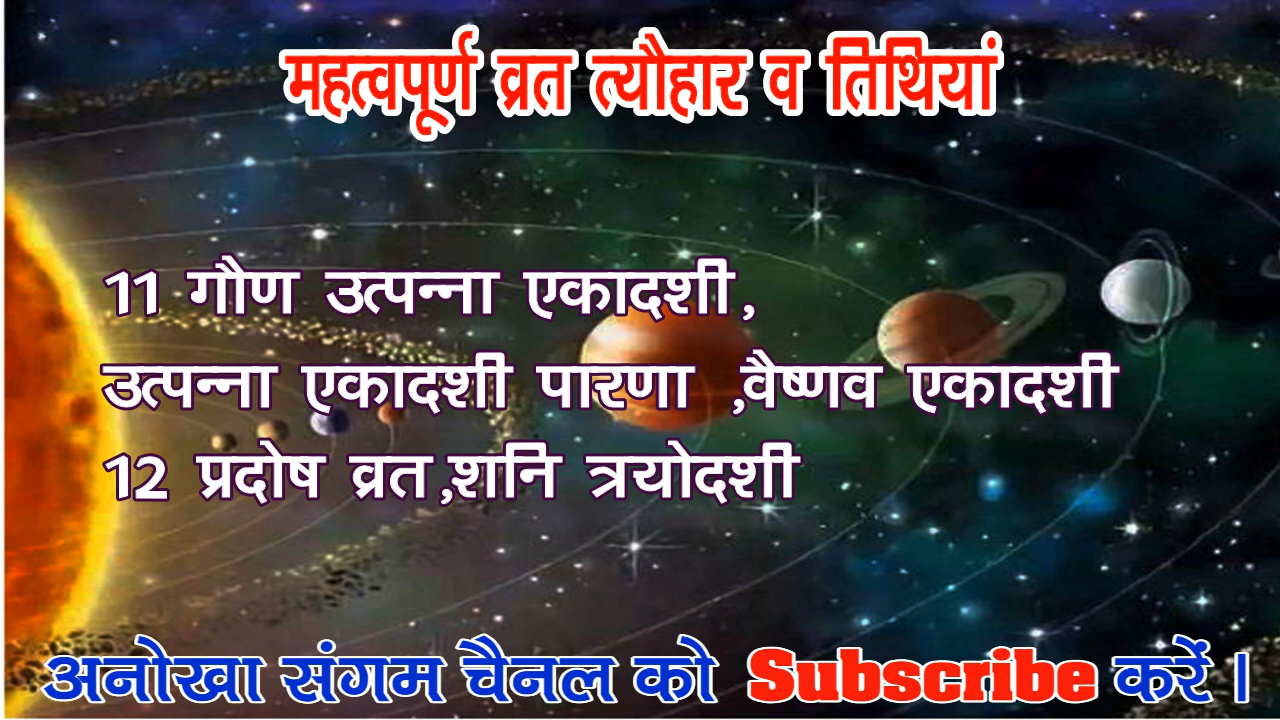 महत्वपूर्ण व्रत त्यौहार व तिथियां
11 गौण उत्पन्ना एकादशी,
उत्पन्ना एकादशी पारणा ,वैष्णव एकादशी
12 प्रदोष व्रत,शनि त्रयोदशी
अनोखा संगम चैनल को Subscribe करें।